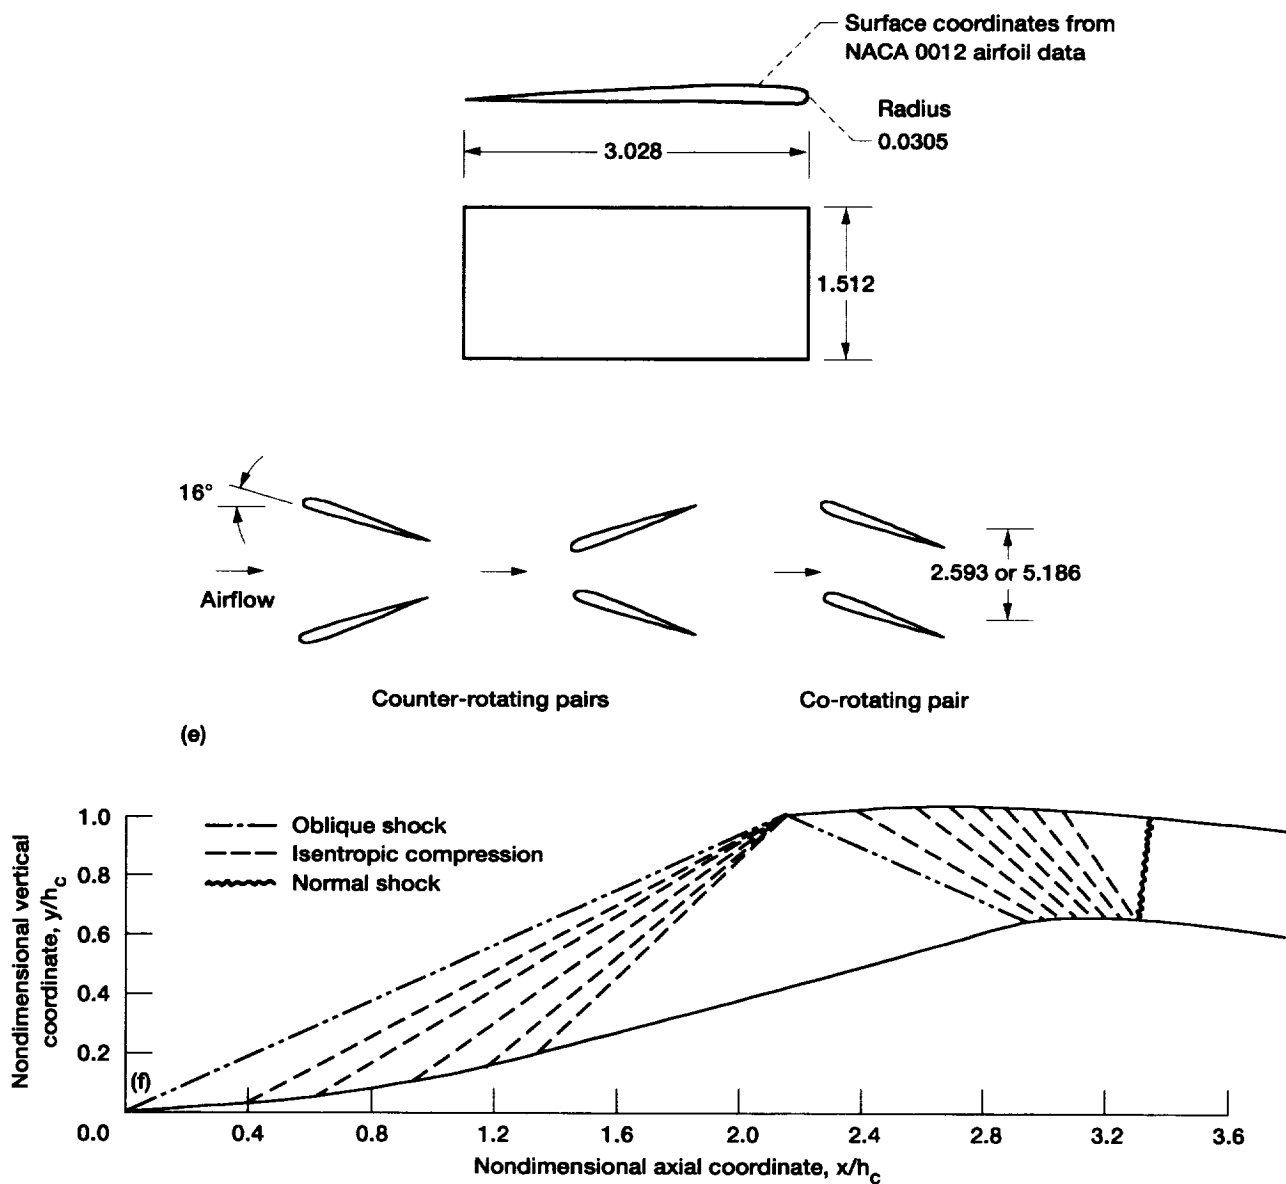 Surface coordinates from
NACA 0012 airfoil data
Radius
0.0305
3.028
1.512
16°
Airflow
2.593 or 5.186
Counter-rotating pairs
Co-rotating pair
(e)
Nondimensional vertical
coordinate, y/h_c
1.0
0.8
0.6
0.4
0.2
0.0
Oblique shock
Isentropic compression
Normal shock
(f)
0.4
0.8
1.2
1.6
2.0
2.4
2.8
3.2
3.6
Nondimensional axial coordinate, x/h_c